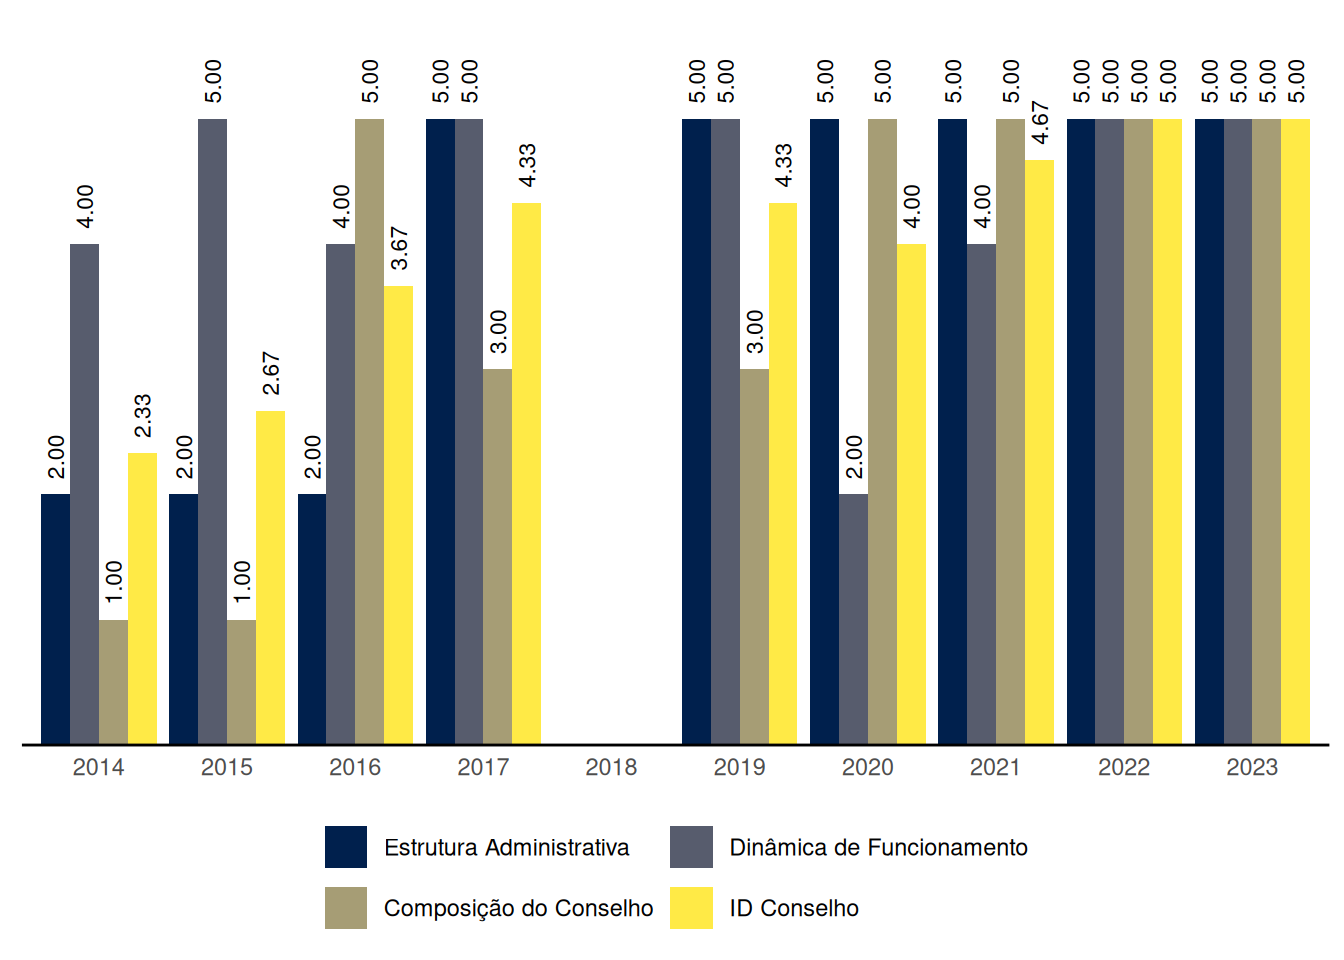 5.00 5.00 5.00 5.00 5.00 5.00 5.00 5.00 5.00 5.00 5.00 5.00 5.00 5.00 5.00 5.00 5.00 5.00
4.67
4.33 4.33
4.00 4.00 4.00 4.00
3.67
3.00 3.00
2.67
2.33
2.00 2.00 2.00 2.00
1.00 1.00
2014 2015 2016 2017 2018 2019 2020 2021 2022 2023
Estrutura Administrativa Dinâmica de Funcionamento
Composição do Conselho ID Conselho